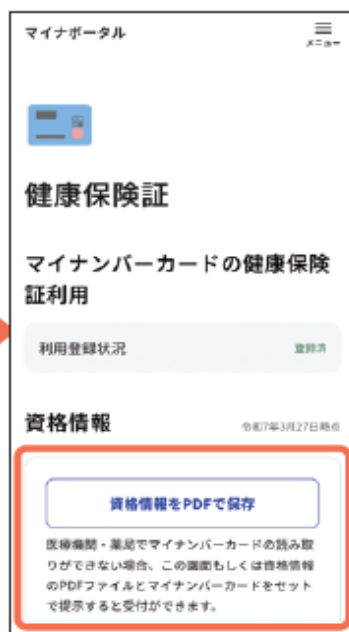 マイナポータル
メニュー
健康保険証
マイナンバーカードの健康保険
証利用
利用登録状況
登録済
資格情報
令和7年3月27日時点
資格情報をPDFで保存
医療機関・薬局でマイナンバーカードの読み取
りができない場合、この画面もしくは資格情報
のPDFファイルとマイナンバーカードをセット
で提示すると受付ができます。